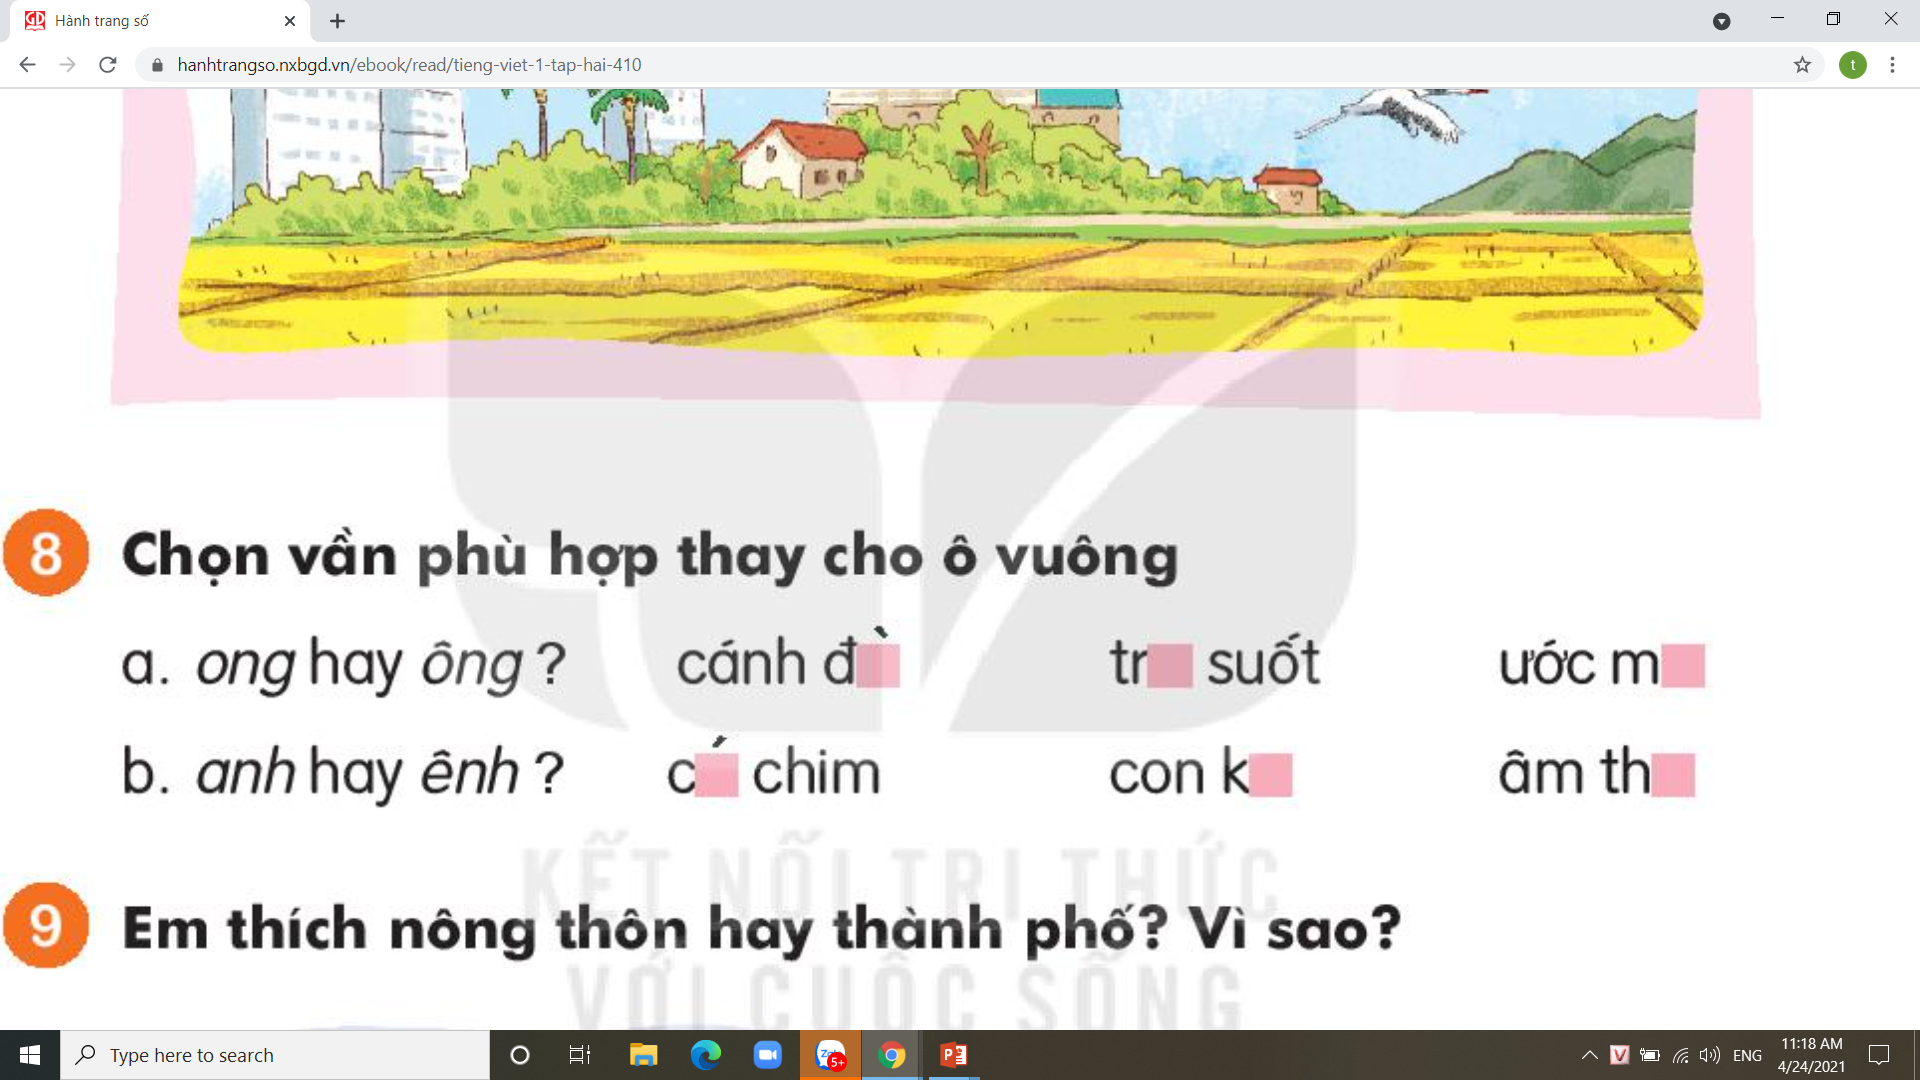 Hành trang số
hanhtrangso.nxbgd.vn/ebook/read/tieng-viet-1-tap-hai-410
t
8 Chọn vần phù hợp thay cho ô vuông
a. ong hay ông ? cánh đ̀ tr suốt ước m
b. anh hay ênh ? ć chim con k âm th
KẾT NỐI TRI THỨC
9 Em thích nông thôn hay thành phố? Vì sao?
VỚI CUỘC SỐNG
Type here to search
5+
ENG
11:18 AM
4/24/2021